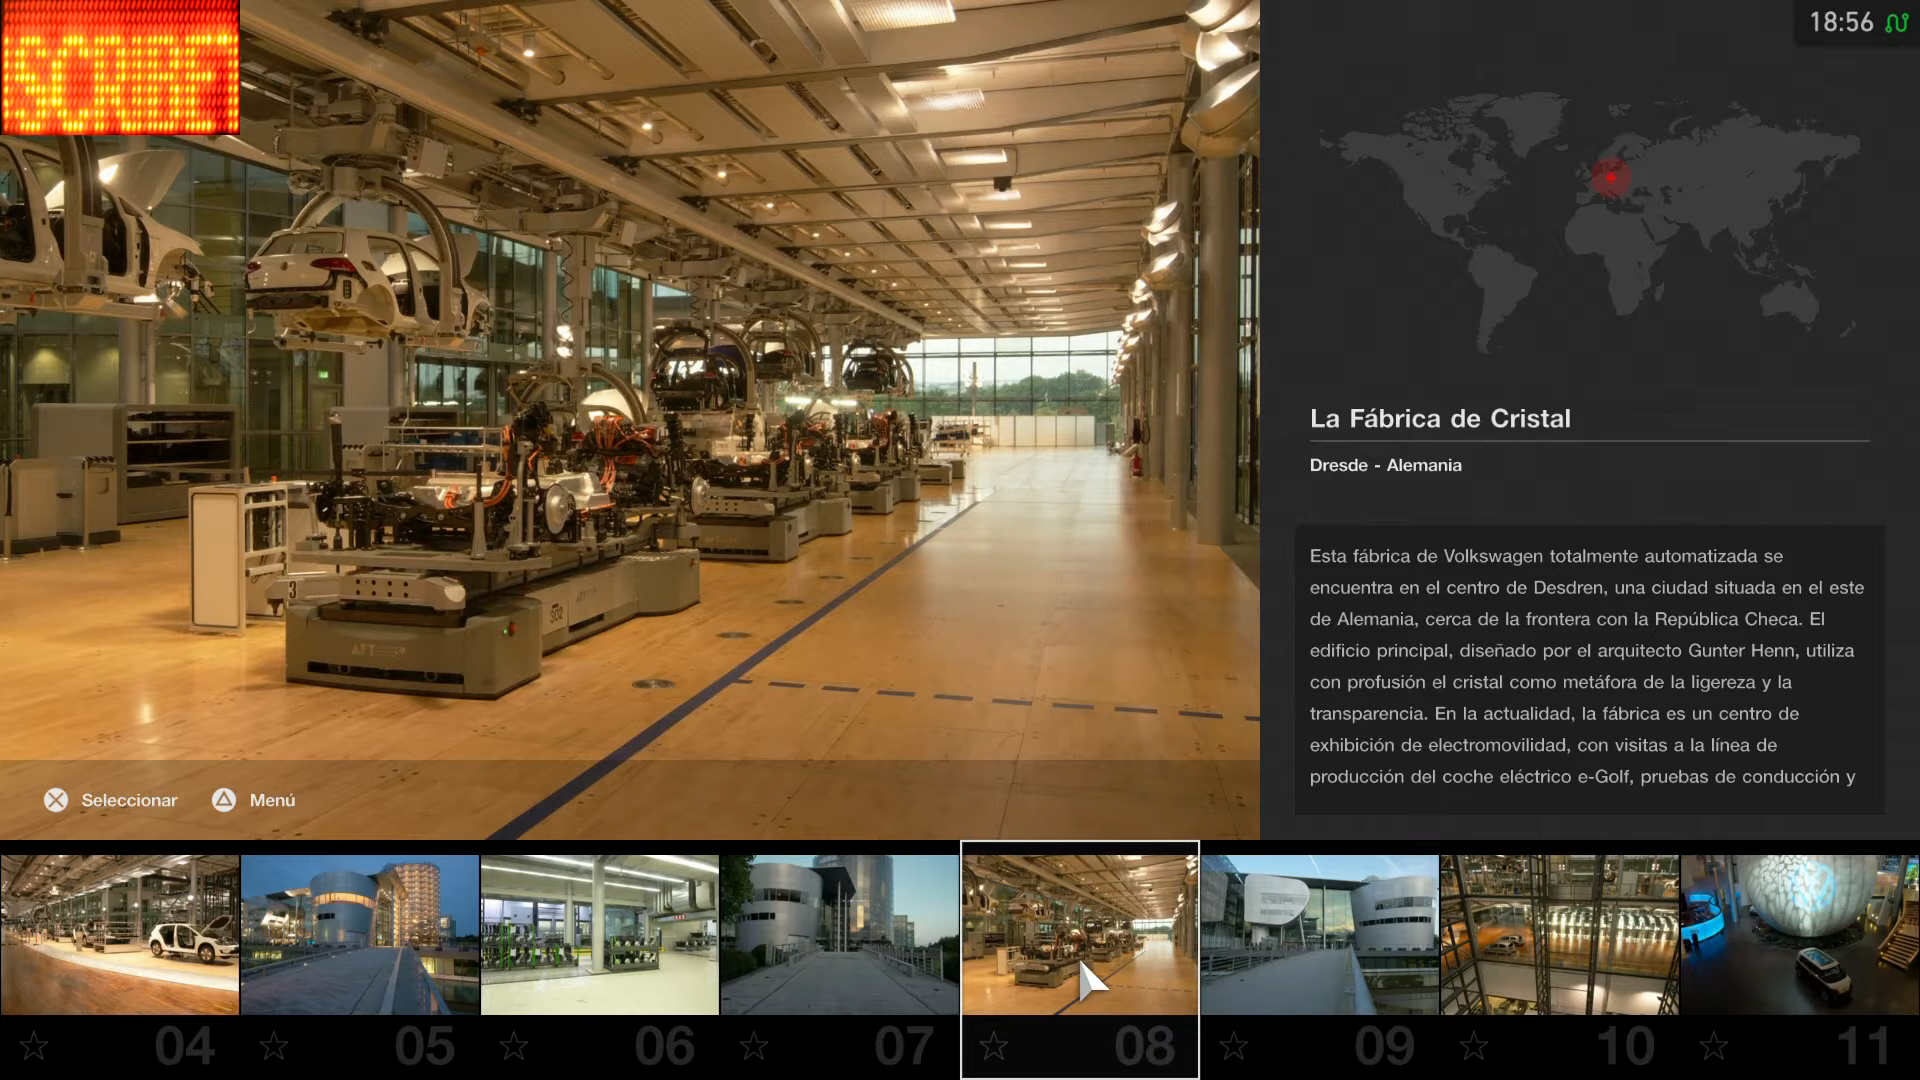 18:56
La Fábrica de Cristal
Dresde - Alemania
Esta fábrica de Volkswagen totalmente automatizada se
encuentra en el centro de Desdren, una ciudad situada en el este
de Alemania, cerca de la frontera con la República Checa. El
edificio principal, diseñado por el arquitecto Gunter Henn, utiliza
con profusión el cristal como metáfora de la ligereza y la
transparencia. En la actualidad, la fábrica es un centro de
exhibición de electromovilidad, con visitas a la línea de
producción del coche eléctrico e-Golf, pruebas de conducción y
3
302
AFT
Seleccionar
Menú
04
05
06
07
08
09
10
11